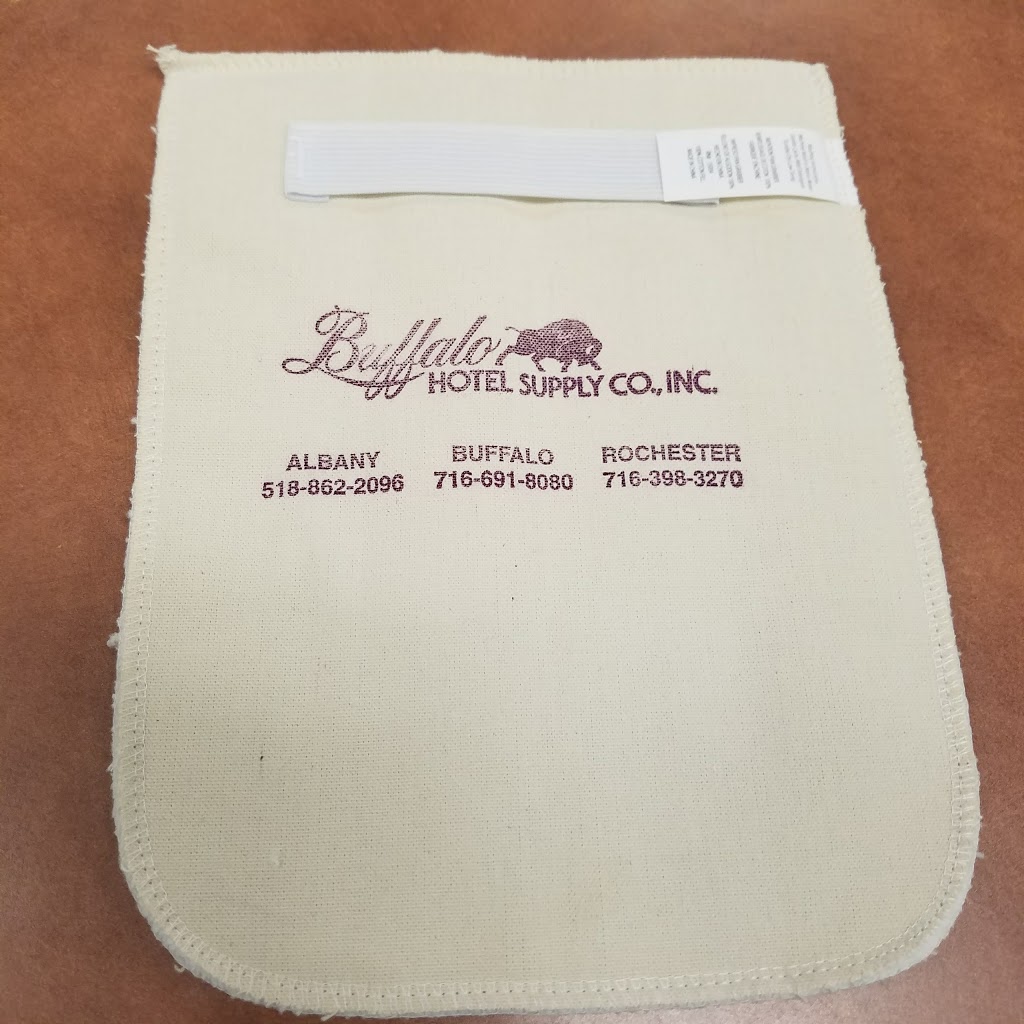 Buffalo
HOTEL SUPPLY CO., INC.
ALBANY BUFFALO ROCHESTER
518-862-2096 716-691-8080 716-398-3270